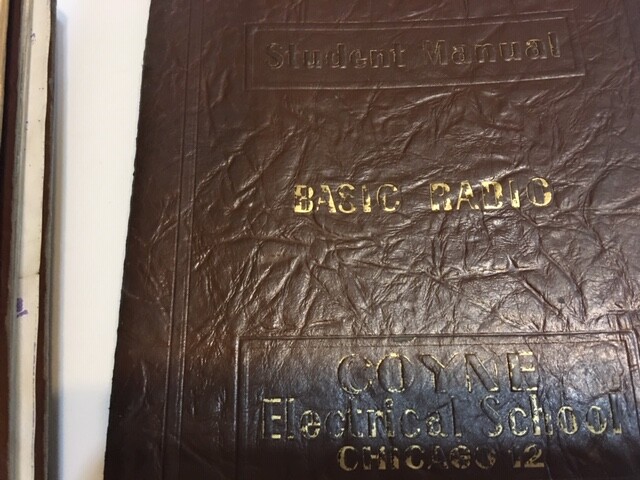 Student Manual
BASIC RADIO
COYNE
Electrical School
CHICAGO 12